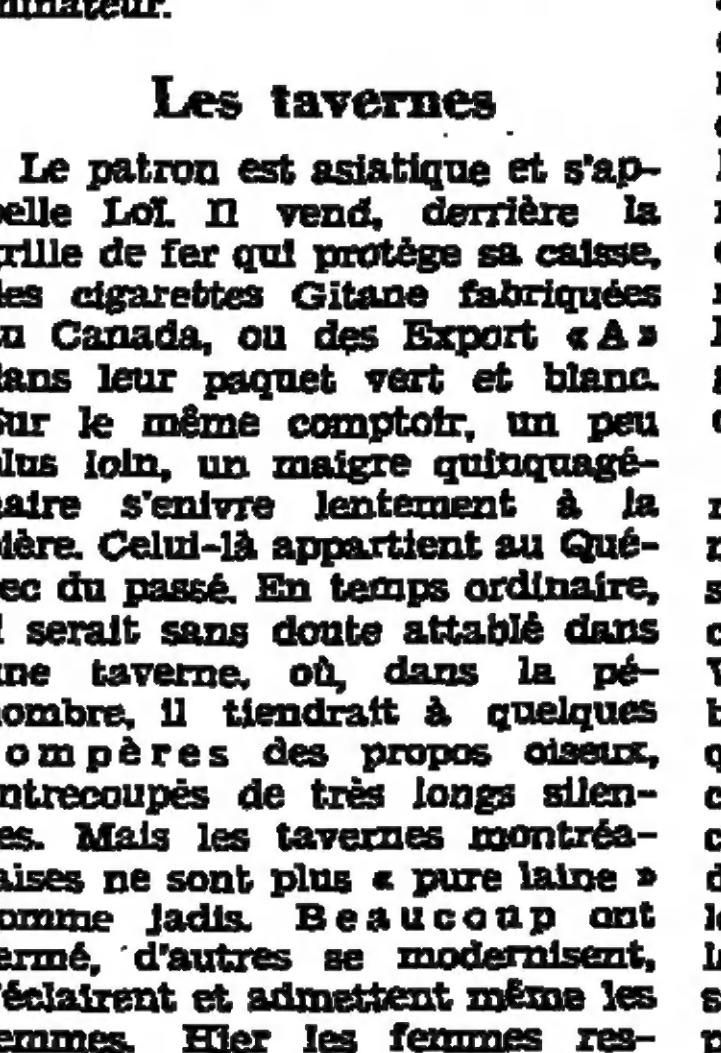 minateur.
Les tavernes
Le patron est asiatique et s'ap-
pelle Loï. Il vend, derrière la
grille de fer qui protège sa caisse,
des cigarettes Gitane fabriquées
au Canada, ou des Export « A »
dans leur paquet vert et blanc.
Sur le même comptoir, un peu
plus loin, un maigre quinquagé-
naire s'enivre lentement à la
bière. Celui-là appartient au Qué-
bec du passé. En temps ordinaire,
il serait sans doute attablé dans
une taverne, où, dans la pé-
nombre, il tiendrait à quelques
compères des propos oiseux,
entrecoupés de très longs silen-
ces. Mais les tavernes montréa-
laises ne sont plus « pure laine »
comme jadis. Beaucoup ont
fermé, d'autres se modernisent,
s'éclairent et admettent même les
femmes. Hier les femmes res-